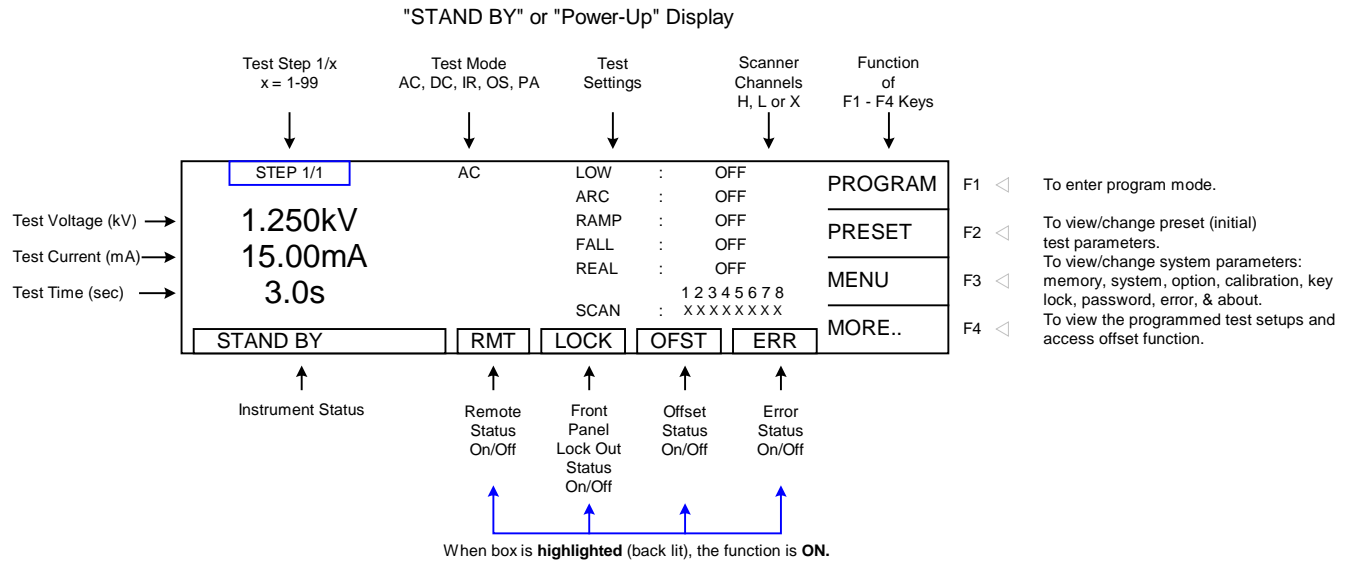 "STAND BY" or "Power-Up" Display
Test Step 1/x
x = 1-99
Test Mode
AC, DC, IR, OS, PA
Test
Settings
Scanner
Channels
H, L or X
Function
of
F1 - F4 Keys
STEP 1/1
AC
LOW : OFF
ARC : OFF
RAMP : OFF
FALL : OFF
REAL : OFF
1 2 3 4 5 6 7 8
SCAN : X X X X X X X X
Test Voltage (kV)
1.250kV
Test Current (mA)
15.00mA
Test Time (sec)
3.0s
STAND BY
RMT
LOCK
OFST
ERR
PROGRAM
F1
To enter program mode.
PRESET
F2
To view/change preset (initial)
test parameters.
MENU
F3
To view/change system parameters:
memory, system, option, calibration, key
lock, password, error, & about.
MORE..
F4
To view the programmed test setups and
access offset function.
Instrument Status
Remote
Status
On/Off
Front
Panel
Lock Out
Status
On/Off
Offset
Status
On/Off
Error
Status
On/Off
When box is highlighted (back lit), the function is ON.